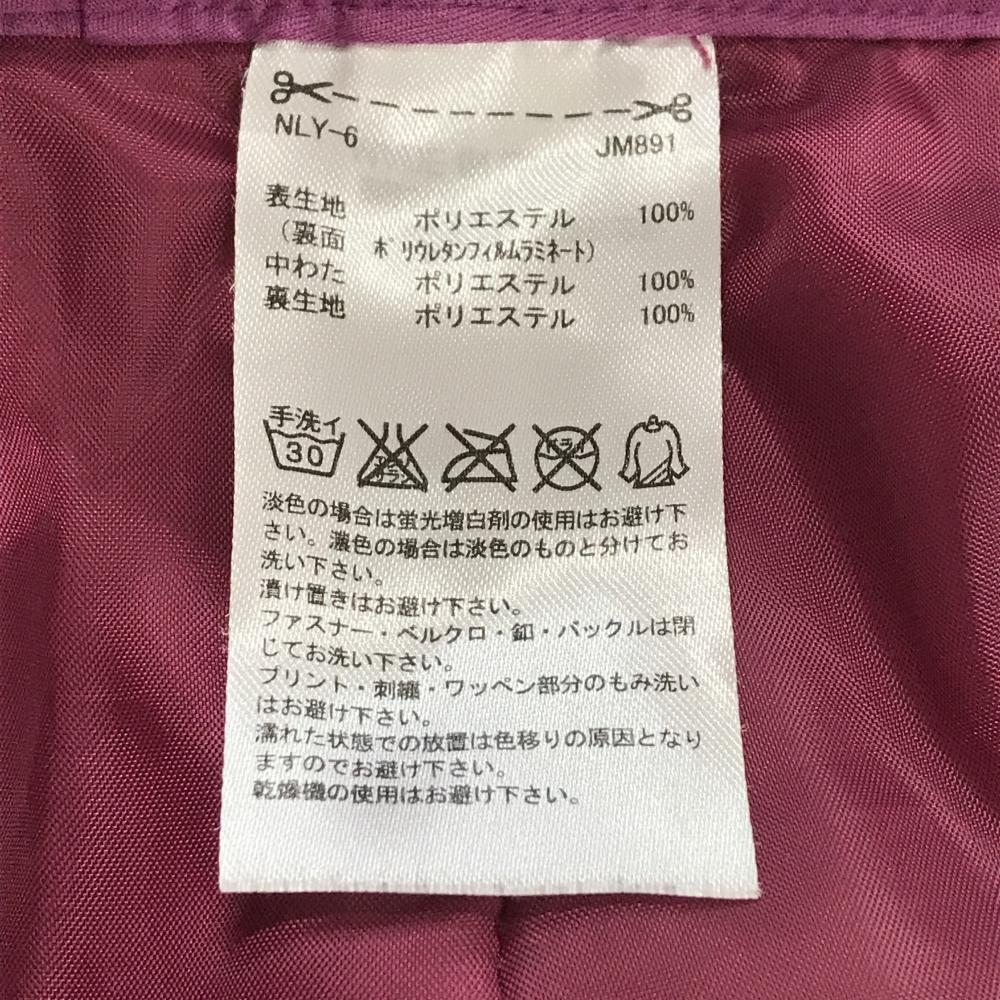 NLY-6 JM891
表生地 ポリエステル 100%
(裏面 ポリウレタンフィルムラミネート)
中わた ポリエステル 100%
裏生地 ポリエステル 100%
手洗イ
30
淡色の場合は蛍光増白剤の使用はお避け下
さい。濃色の場合は淡色のものと分けてお
洗い下さい。
漬け置きはお避け下さい。
ファスナー・ベルクロ・釦・バックルは閉
じてお洗い下さい。
プリント・刺繍・ワッペン部分のもみ洗い
はお避け下さい。
濡れた状態での放置は色移りの原因となり
ますのでお避け下さい。
乾燥機の使用はお避け下さい。